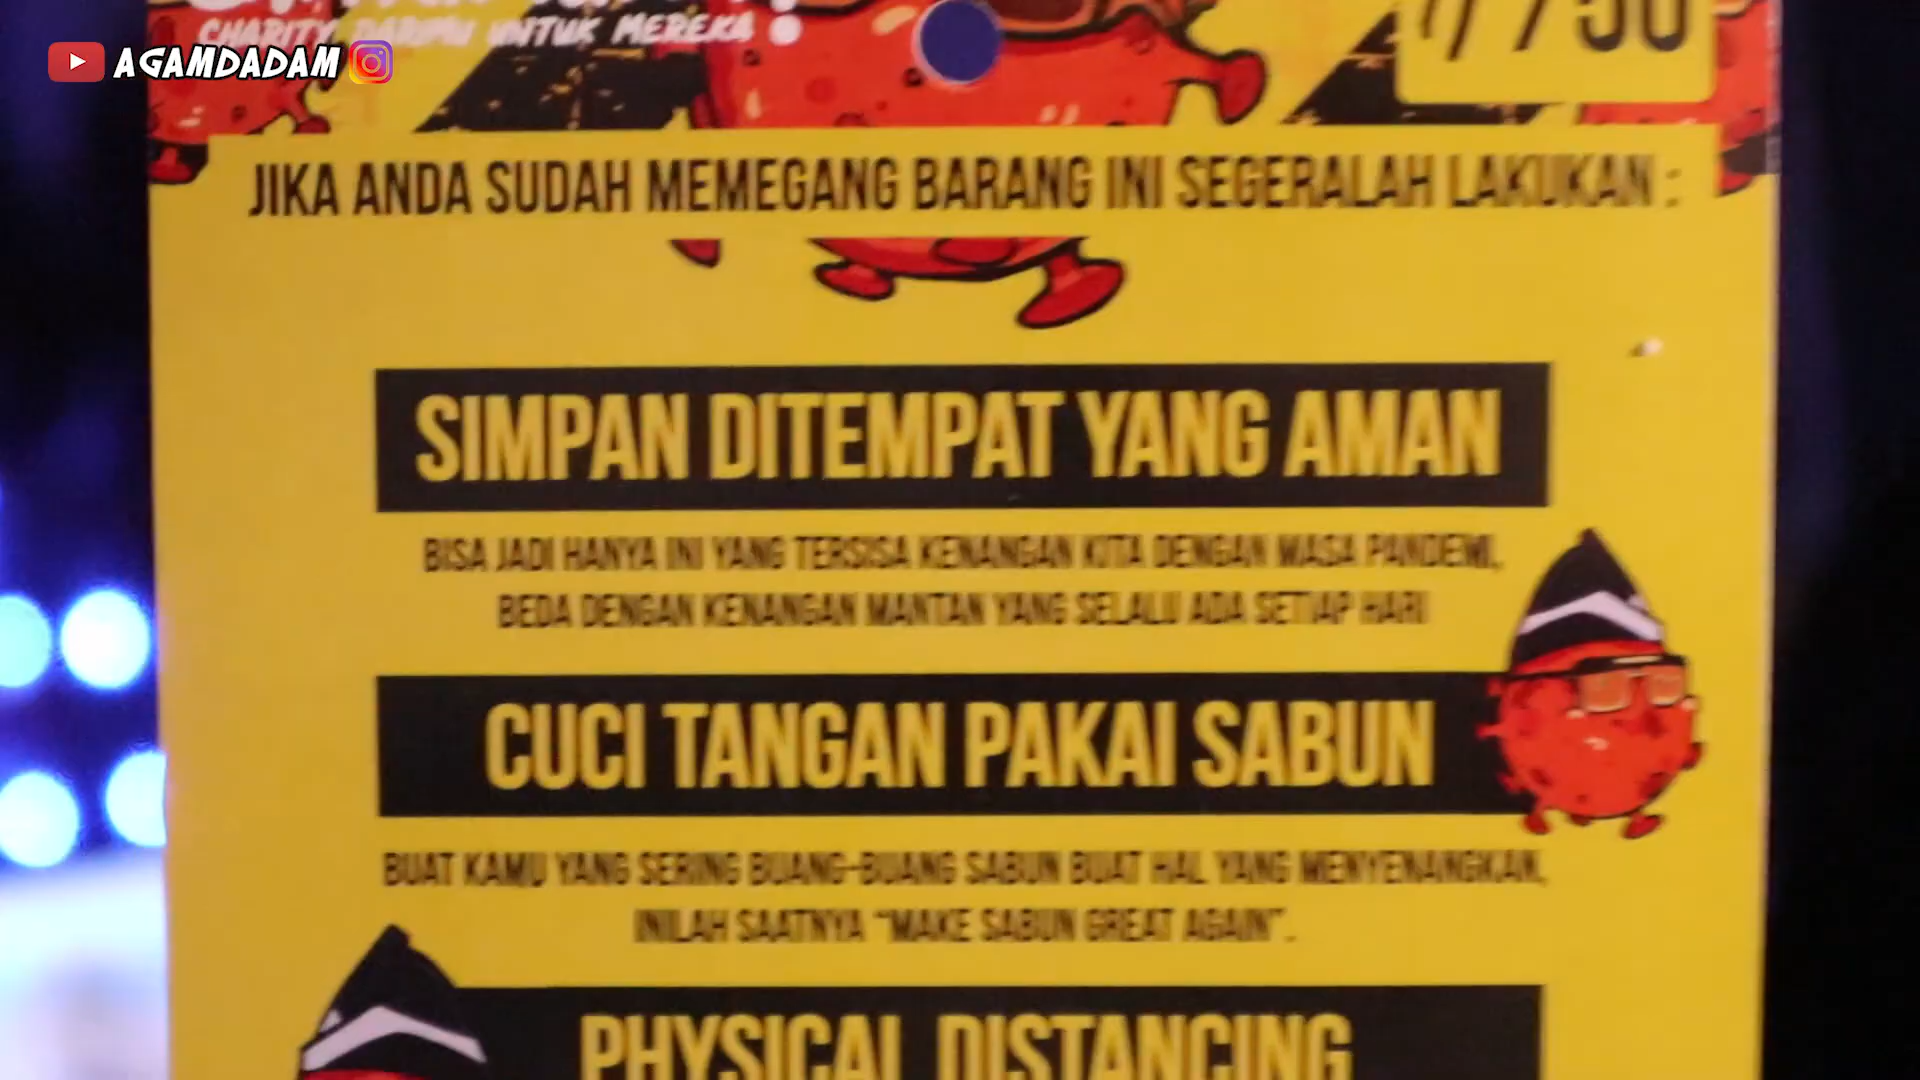 CHARITY DARIMU UNTUK MEREKA !
AGAMDADAM
/ 750
JIKA ANDA SUDAH MEMEGANG BARANG INI SEGERALAH LAKUKAN :
SIMPAN DITEMPAT YANG AMAN
BISA JADI HANYA INI YANG TERSISA KENANGAN KITA DENGAN MASA PANDEMI,
BEDA DENGAN KENANGAN MANTAN YANG SELALU ADA SETIAP HARI
CUCI TANGAN PAKAI SABUN
BUAT KAMU YANG SERING BUANG-BUANG SABUN BUAT HAL YANG MENYENANGKAN,
INILAH SAATNYA "MAKE SABUN GREAT AGAIN".
PHYSICAL DISTANCING